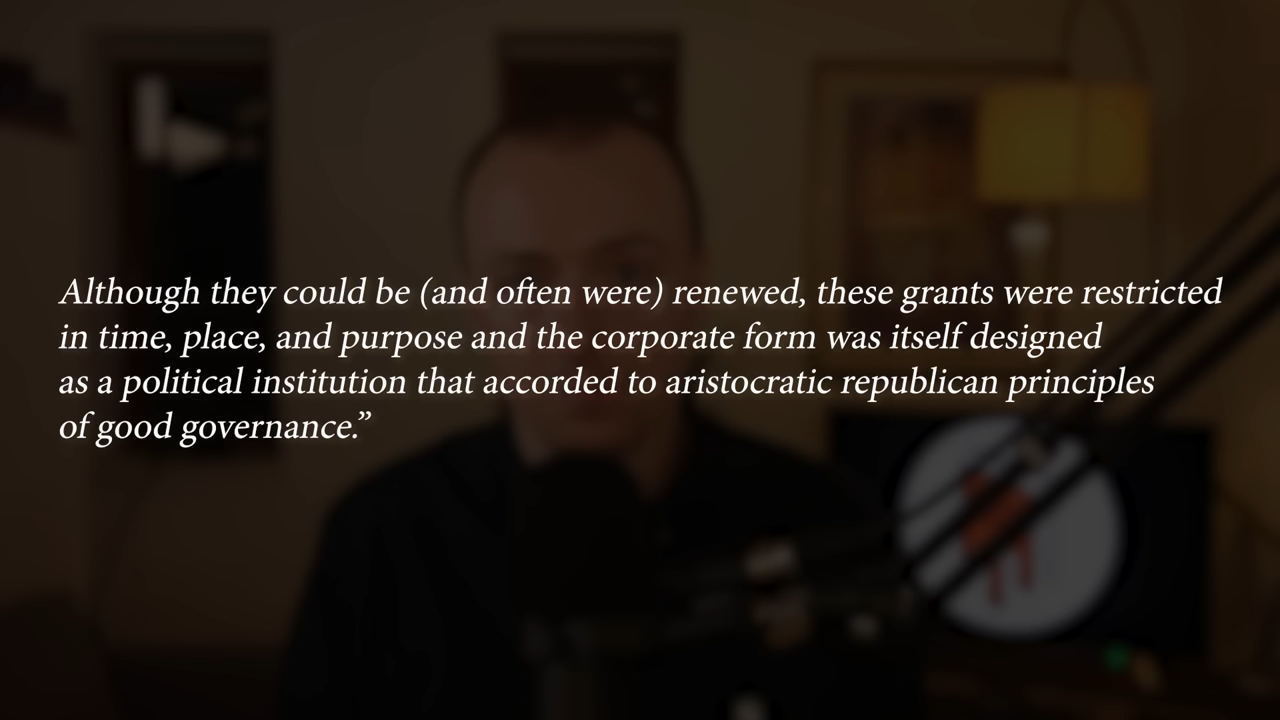 Although they could be (and often were) renewed, these grants were restricted
in time, place, and purpose and the corporate form was itself designed
as a political institution that accorded to aristocratic republican principles
of good governance.”